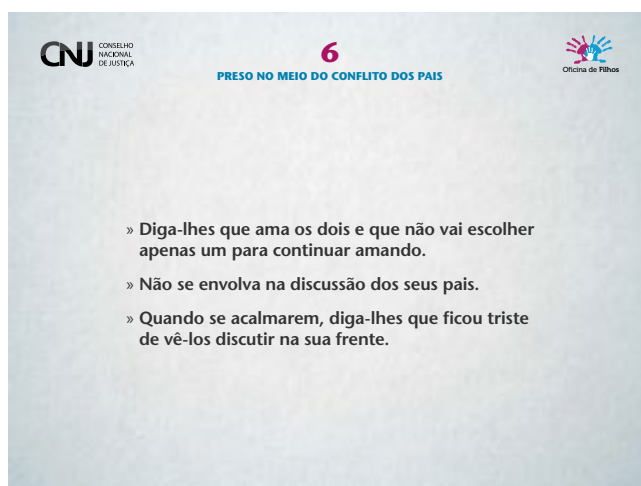 CNJ
CONSELHO
NACIONAL
DE JUSTIÇA
6
PRESO NO MEIO DO CONFLITO DOS PAIS
Oficina de Filhos
» Diga-lhes que ama os dois e que não vai escolher
apenas um para continuar amando.
» Não se envolva na discussão dos seus pais.
» Quando se acalmarem, diga-lhes que ficou triste
de vê-los discutir na sua frente.